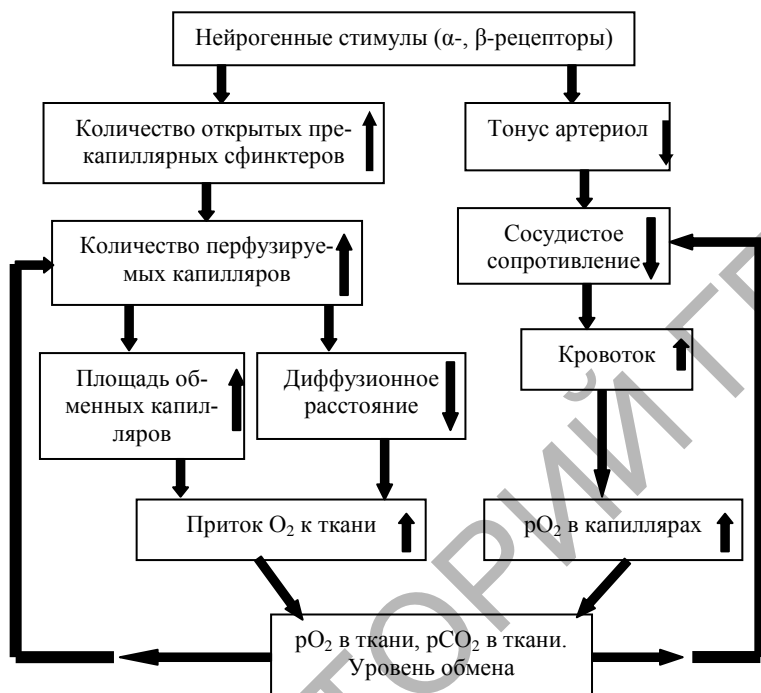 Нейрогенные стимулы (α-, β-рецепторы)
Количество открытых пре-
капиллярных сфинктеров
Тонус артериол
Количество перфузируе-
мых капилляров
Сосудистое
сопротивление
Площадь об-
менных капил-
ляров
Диффузионное
расстояние
Кровоток
Приток O₂ к ткани
pO₂ в капиллярах
pO₂ в ткани, pCO₂ в ткани.
Уровень обмена